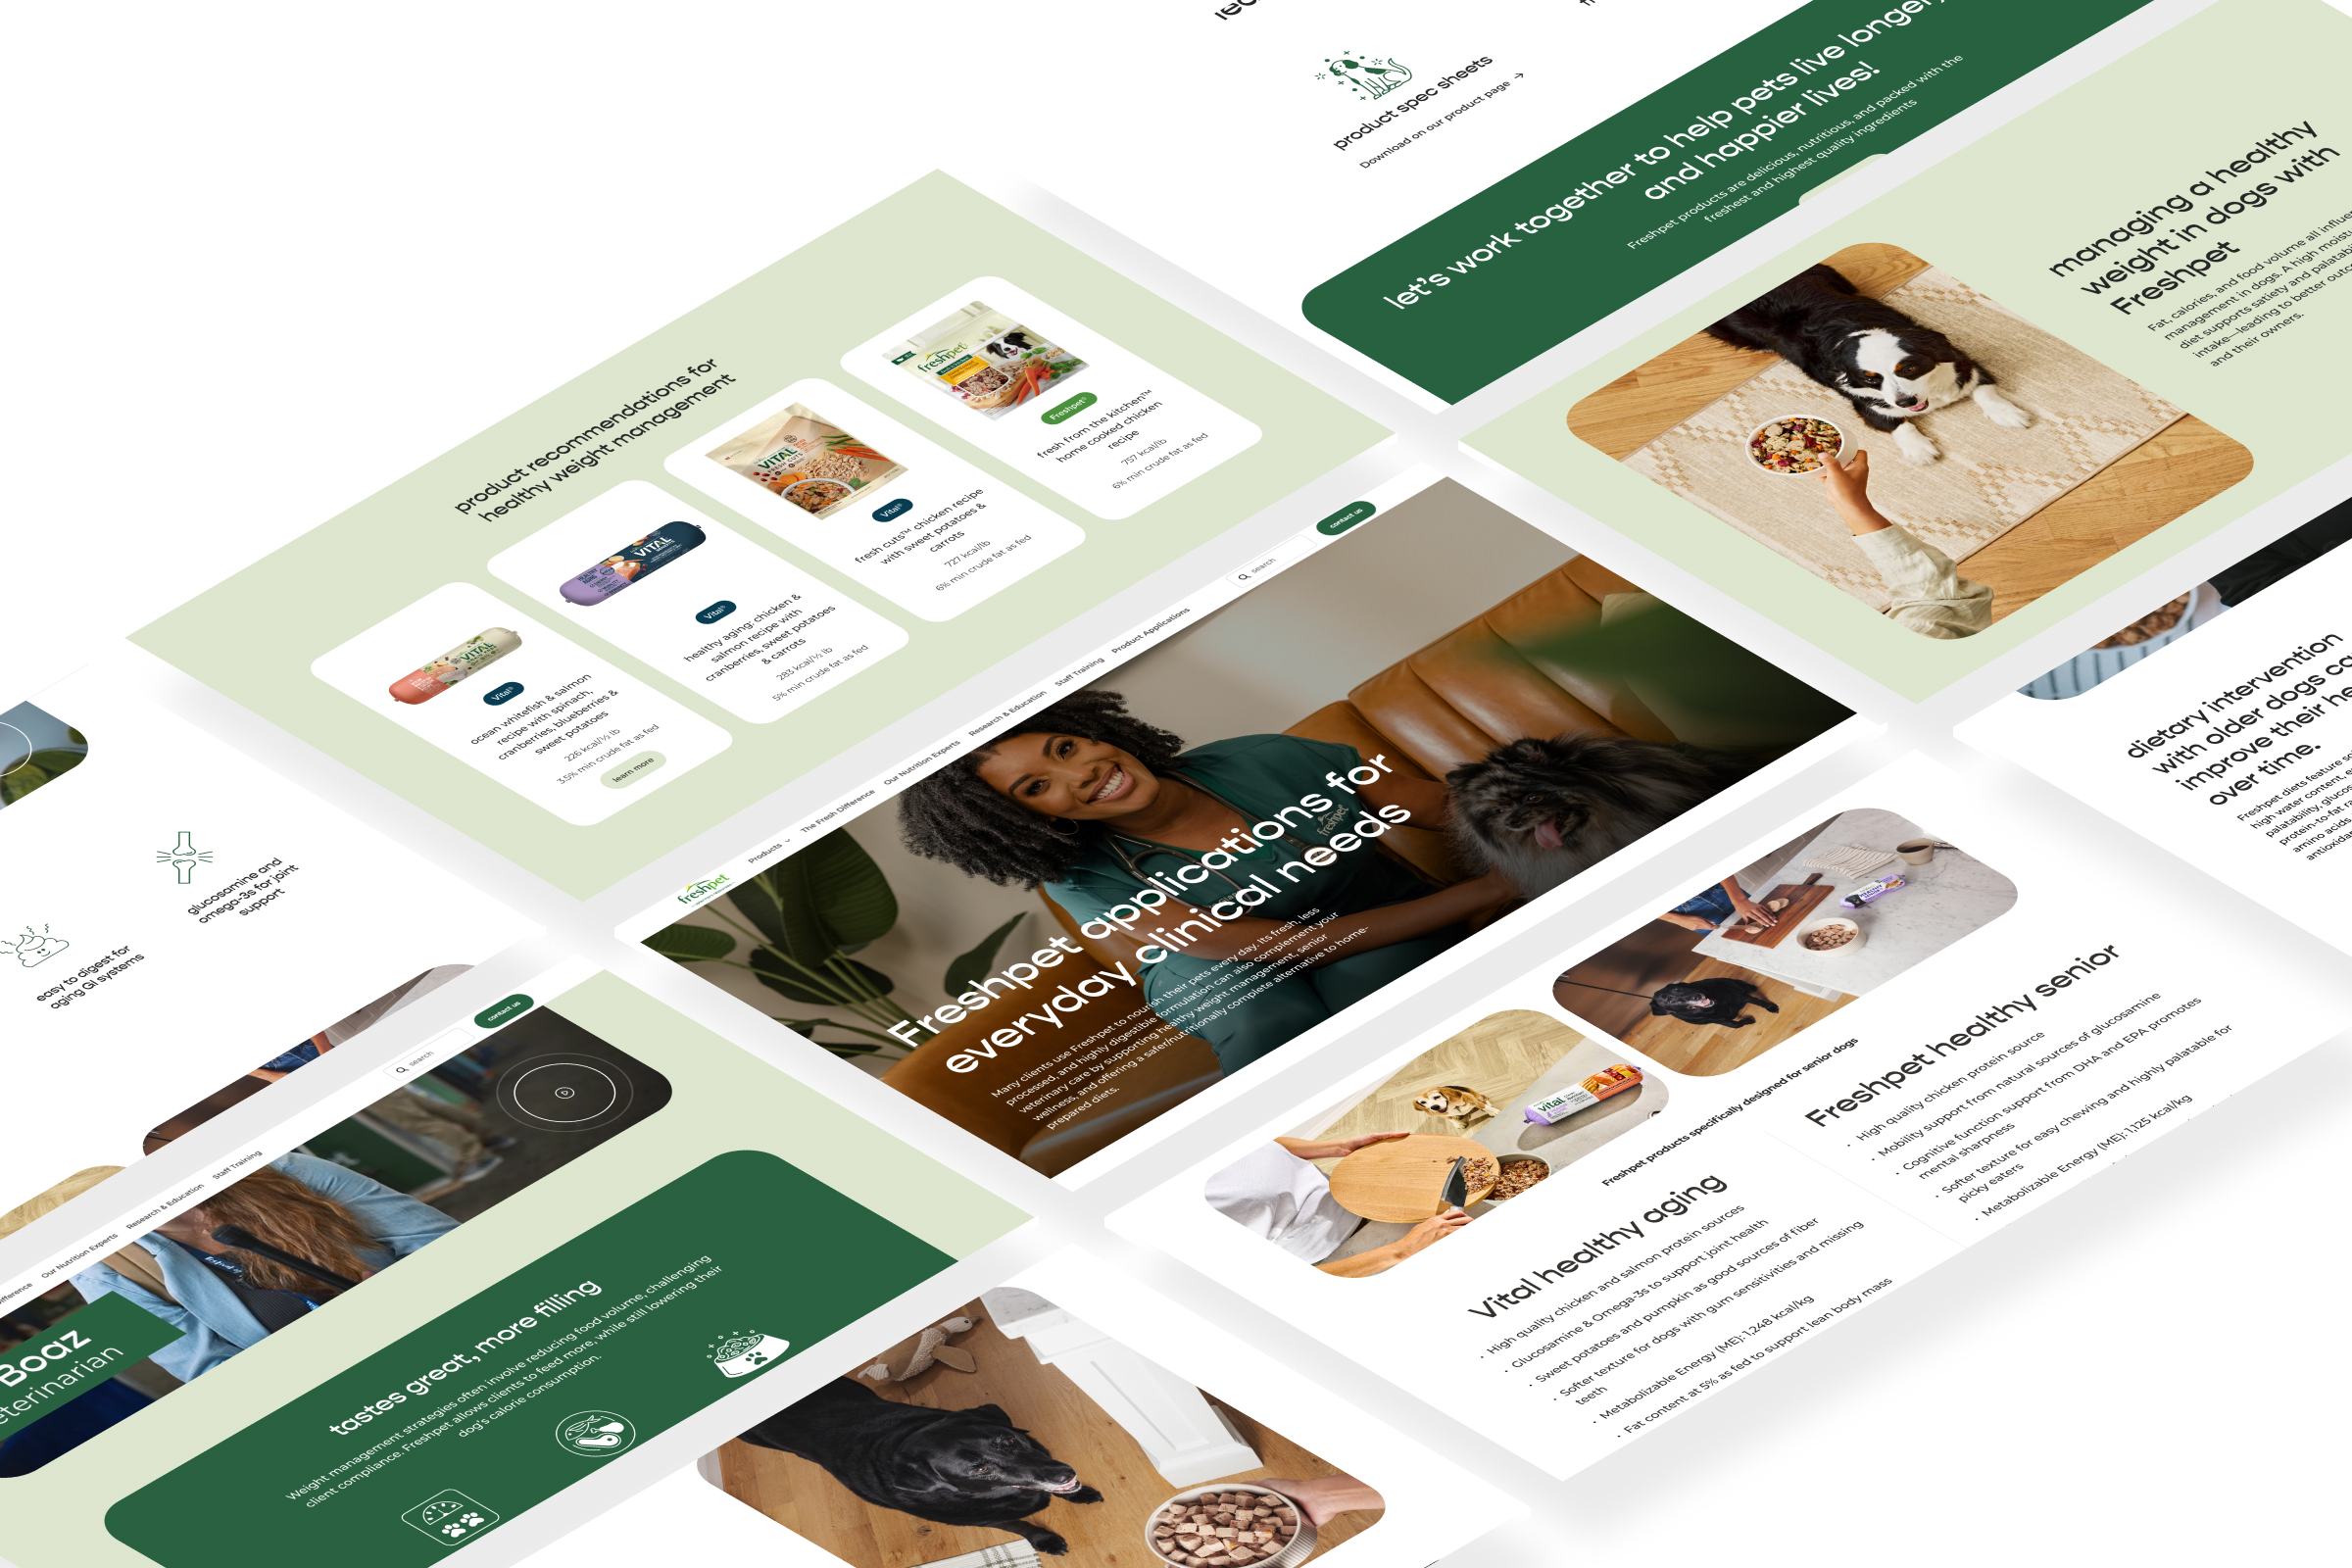 product spec sheets
Download on our product page →
let's work together to help pets live longer,
and happier lives!
Freshpet products are delicious, nutritious, and packed with the
freshest and highest quality ingredients
managing a healthy
weight in dogs with
Freshpet
Fat, calories, and food volume all
management in dogs. A high
diet supports satiety and
intake—leading to better
and their owners.
product recommendations for
healthy weight management
VITAL
Vital®
ocean whitefish & salmon
recipe with spinach,
cranberries, blueberries &
sweet potatoes
226 kcal/½ lb
3.5% min crude fat as fed
learn more
HEALTHY
AGING
VITAL
Vital®
healthy aging: chicken &
salmon recipe with
cranberries, sweet potatoes
& carrots
283 kcal/½ lb
5% min crude fat as fed
VITAL
FRESH CUTS
Vital®
fresh cuts™ chicken recipe
with sweet potatoes &
carrots
727 kcal/lb
6% min crude fat as fed
freshpet
Freshpet®
fresh from the kitchen™
home cooked chicken
recipe
757 kcal/lb
6% min crude fat as fed
freshpet
Products
The Fresh Difference
Our Nutrition Experts
Research & Education
Staff Training
Product Applications
search
contact us
freshpet
Freshpet applications for
everyday clinical needs
Many clients use Freshpet to nourish their pets every day. Its fresh, less
processed, and highly digestible formulation can also complement your
veterinary care by supporting healthy weight management, senior
wellness, and offering a safer/nutritionally complete alternative to home-
prepared diets.
dietary intervention
with older dogs
improve their
over time.
Freshpet diets feature
high water content,
palatability,
protein-to-fat
amino acids
glucosamine and
omega-3s for joint
support
easy to digest for
aging GI systems
Our Nutrition Experts
Research & Education
Staff Training
search
contact us
Boaz
tastes great, more filling
Weight management strategies often involve reducing food volume, challenging
client compliance. Freshpet allows clients to feed more, while still lowering their
dog's calorie consumption.
vital
Freshpet products specifically designed for senior dogs
Vital healthy aging
• High quality chicken and salmon protein sources
• Glucosamine & Omega-3s to support joint health
• Sweet potatoes and pumpkin as good sources of fiber
• Softer texture for dogs with gum sensitivities and missing
teeth
• Metabolizable Energy (ME): 1,248 kcal/kg
• Fat content at 5% as fed to support lean body mass
Freshpet healthy senior
• High quality chicken protein source
• Mobility support from natural sources of glucosamine
• Cognitive function support from DHA and EPA promotes
mental sharpness
• Softer texture for easy chewing and highly palatable for
picky eaters
• Metabolizable Energy (ME): 1,125 kcal/kg